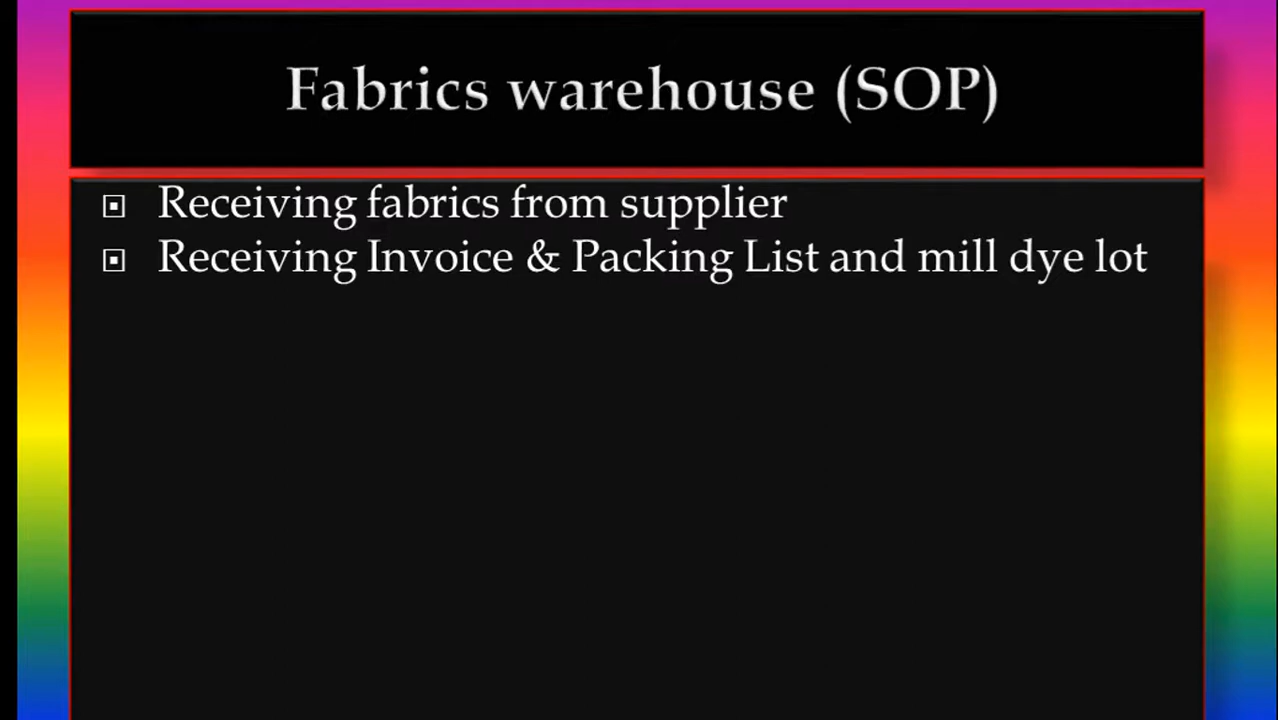 Fabrics warehouse (SOP)
Receiving fabrics from supplier
Receiving Invoice & Packing List and mill dye lot